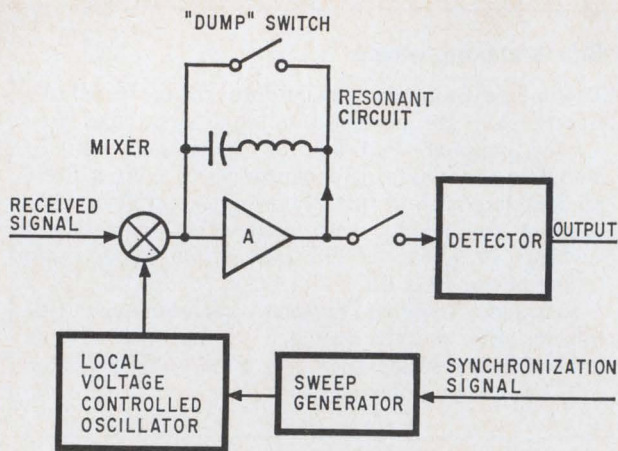 "DUMP" SWITCH
RESONANT
CIRCUIT
MIXER
RECEIVED
SIGNAL
A
DETECTOR
OUTPUT
LOCAL
VOLTAGE
CONTROLLED
OSCILLATOR
SWEEP
GENERATOR
SYNCHRONIZATION
SIGNAL